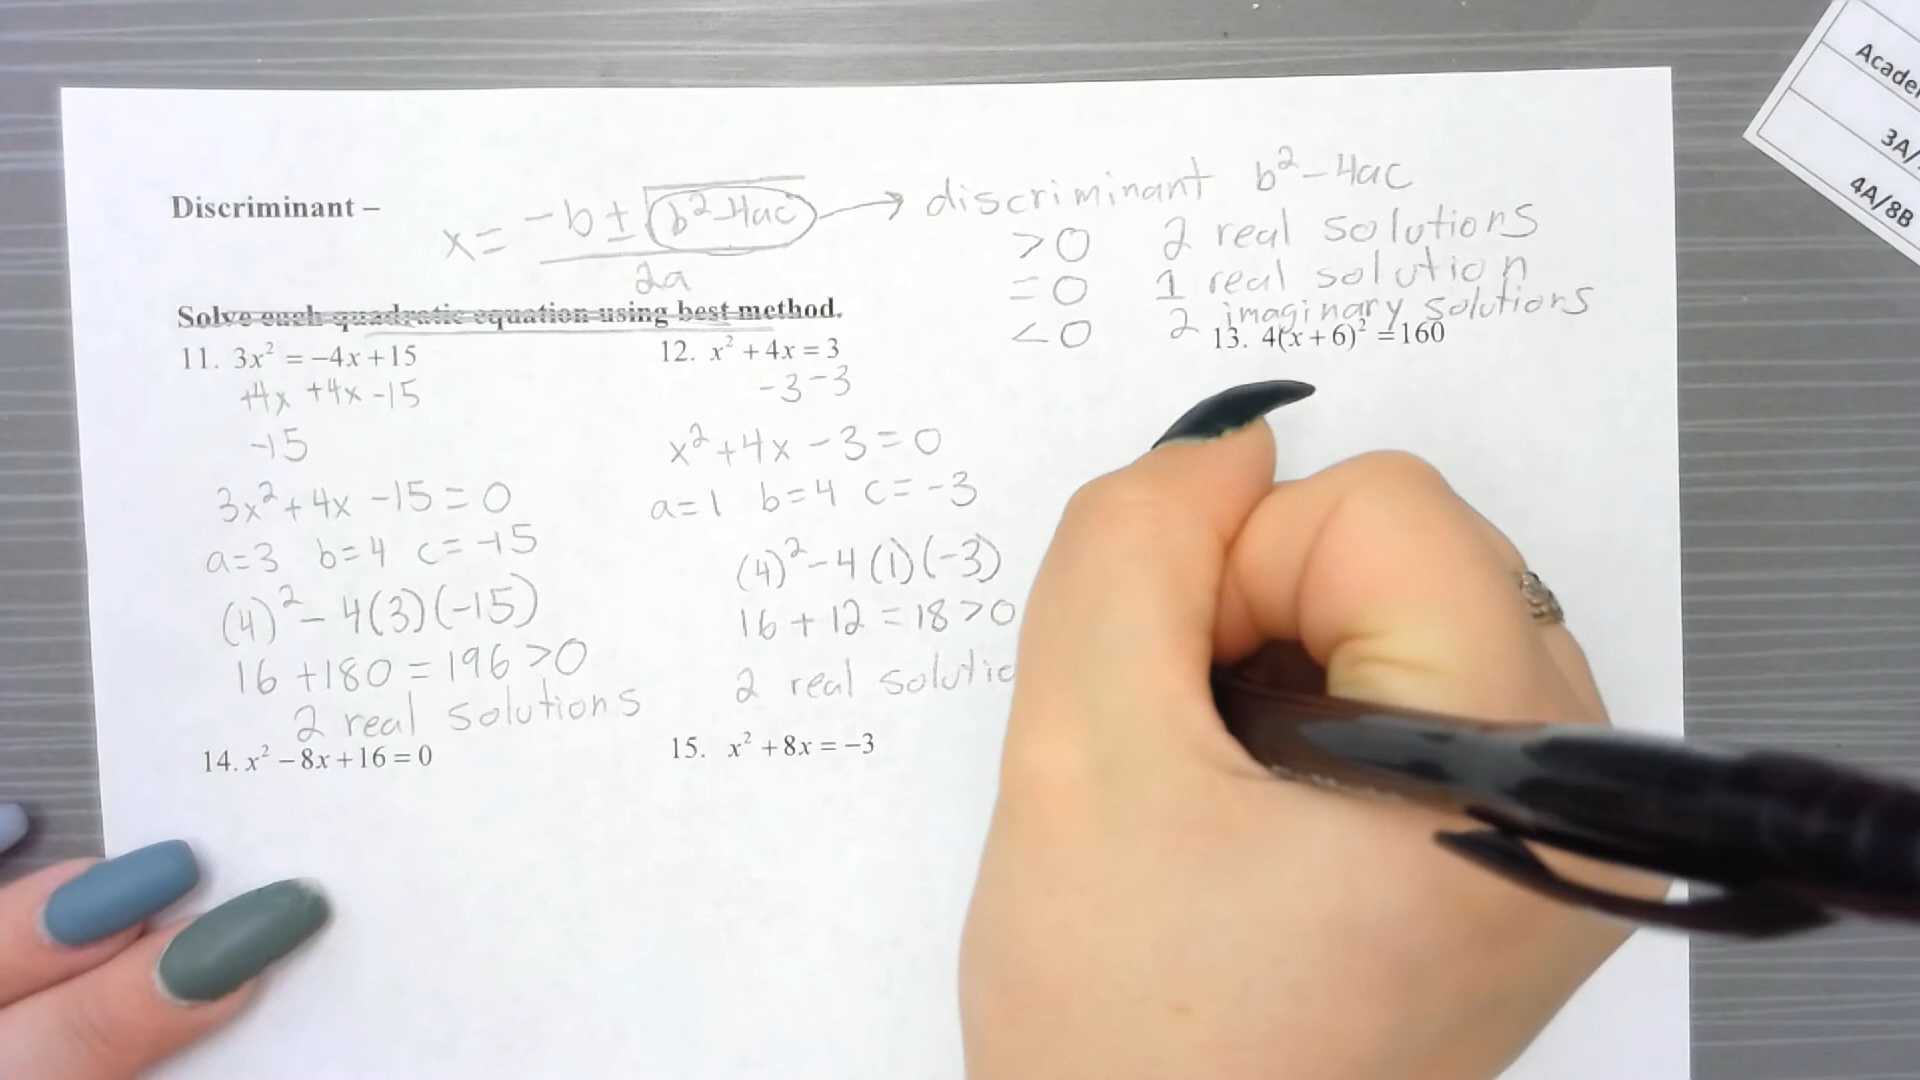 Discriminant –
x = -b ± √b² - 4ac → discriminant b² - 4ac
2a
> 0 2 real solutions
= 0 1 real solution
< 0 2 imaginary solutions
Solve each quadratic equation using best method.
11. 3x² = −4x + 15
+4x +4x -15
-15
3x² + 4x - 15 = 0
a = 3 b = 4 c = -15
(4)² - 4(3)(-15)
16 + 180 = 196 > 0
2 real solutions
12. x² + 4x = 3
-3 -3
x² + 4x - 3 = 0
a = 1 b = 4 c = -3
(4)² - 4(1)(-3)
16 + 12 = 18 > 0
2 real solutio
13. 4(x + 6)² = 160
14. x² − 8x + 16 = 0
15. x² + 8x = −3
Acade
3A/
4A/8B